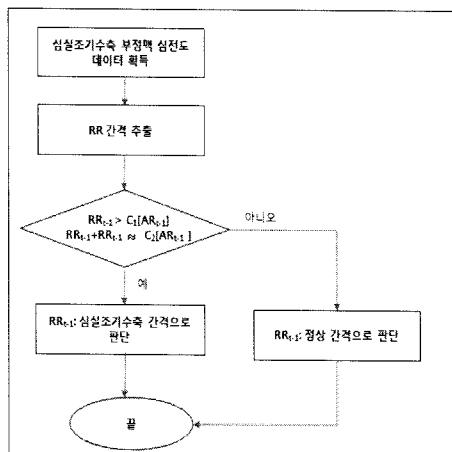 심실조기수축 부정맥 심전도
데이터 획득
RR 간격 추출
RRt-1 > C1[ARt-1]
RRt-1+RRt-1 ≈ C2[ARt-1 ]
아니오
예
RRt-1: 심실조기수축 간격으로
판단
RRt-1: 정상 간격으로 판단
끝